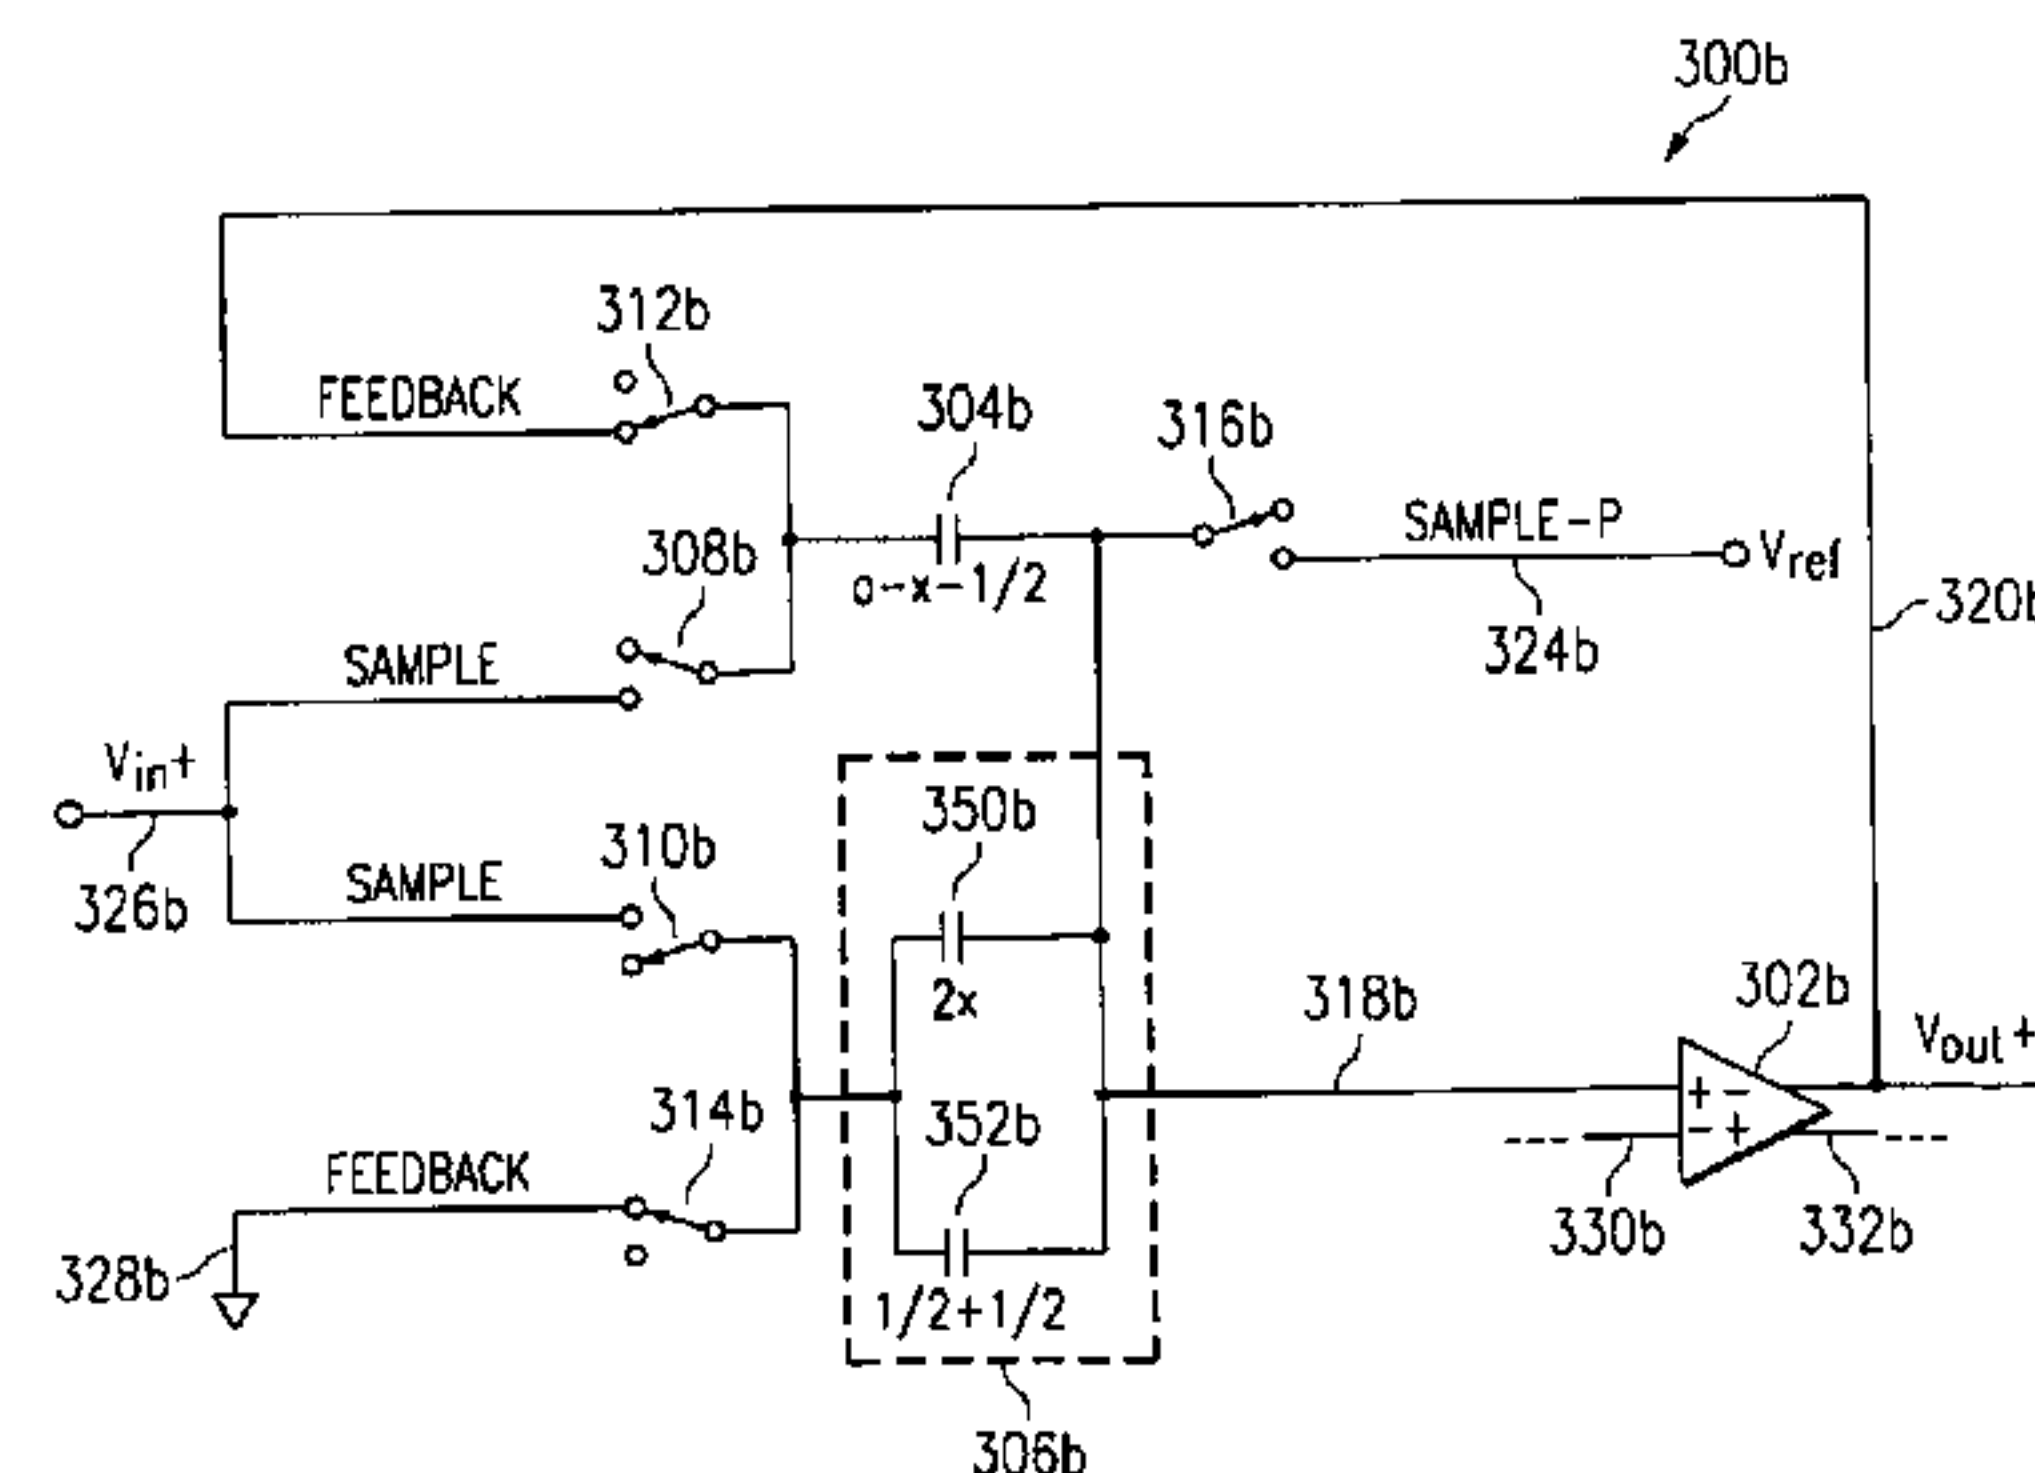 300b
312b
FEEDBACK
304b
316b
SAMPLE-P
Vref
308b
o-x-1/2
320b
324b
SAMPLE
Vin+
350b
310b
SAMPLE
326b
2x
318b
302b
Vout+
352b
314b
+ -
- +
FEEDBACK
330b
332b
328b
1/2+1/2
306b